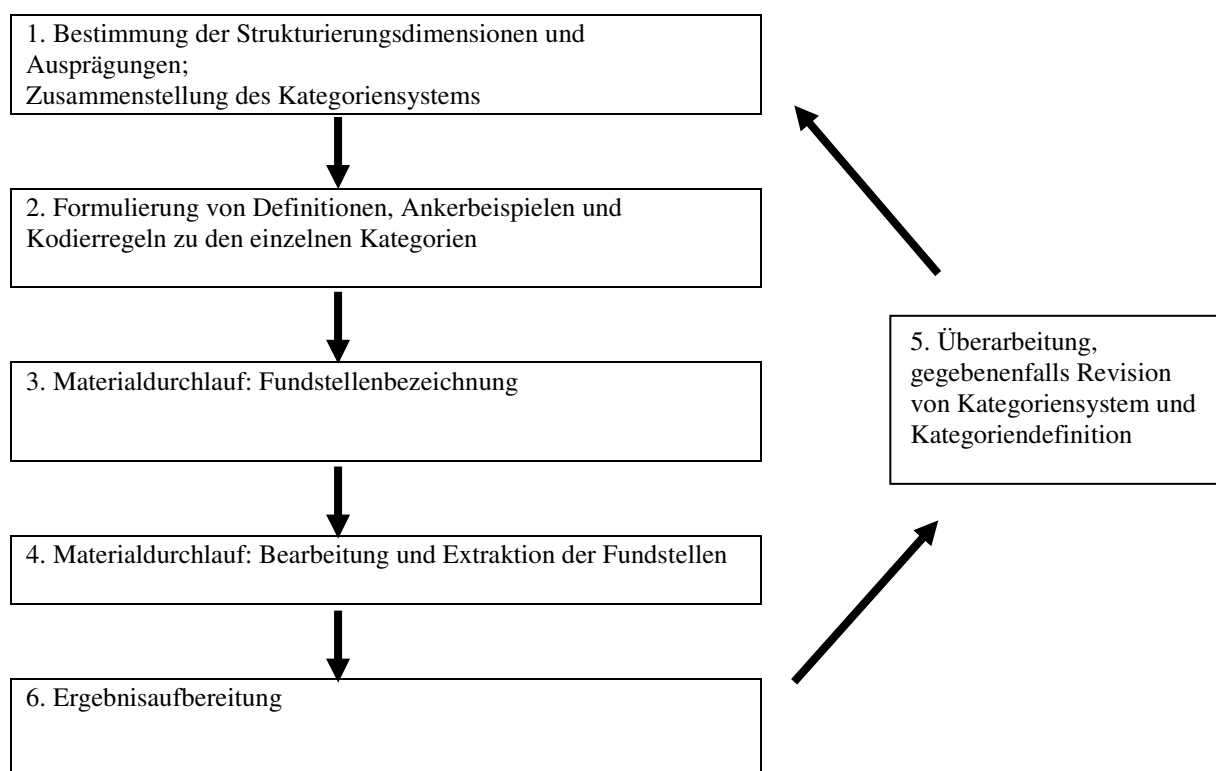 1. Bestimmung der Strukturierungsdimensionen und
Ausprägungen;
Zusammenstellung des Kategoriensystems
2. Formulierung von Definitionen, Ankerbeispielen und
Kodierregeln zu den einzelnen Kategorien
3. Materialdurchlauf: Fundstellenbezeichnung
4. Materialdurchlauf: Bearbeitung und Extraktion der Fundstellen
5. Überarbeitung,
gegebenenfalls Revision
von Kategoriensystem und
Kategoriendefinition
6. Ergebnisaufbereitung